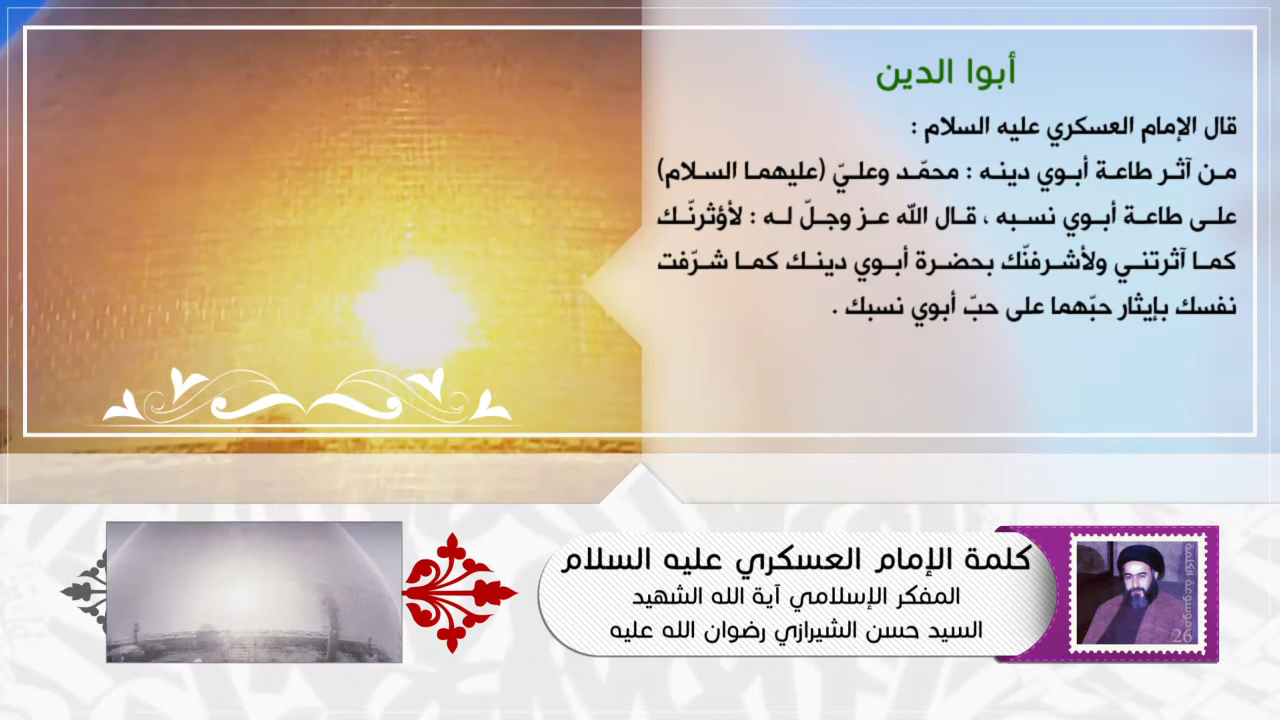 أبوا الدين
قال الإمام العسكري عليه السلام :
من آثر طاعة أبوي دينه : محمّد وعليّ (عليهما السلام)
على طاعة أبوي نسبه ، قال الله عز وجلّ له : لأؤثرنّك
كما آثرتني ولأشرفنّك بحضرة أبوي دينك كما شرّفت
نفسك بإيثار حبّهما على حبّ أبوي نسبك .
كلمة الإمام العسكري عليه السلام
المفكر الإسلامي آية الله الشهيد
السيد حسن الشيرازي رضوان الله عليه
موسوعة الكلمة
26